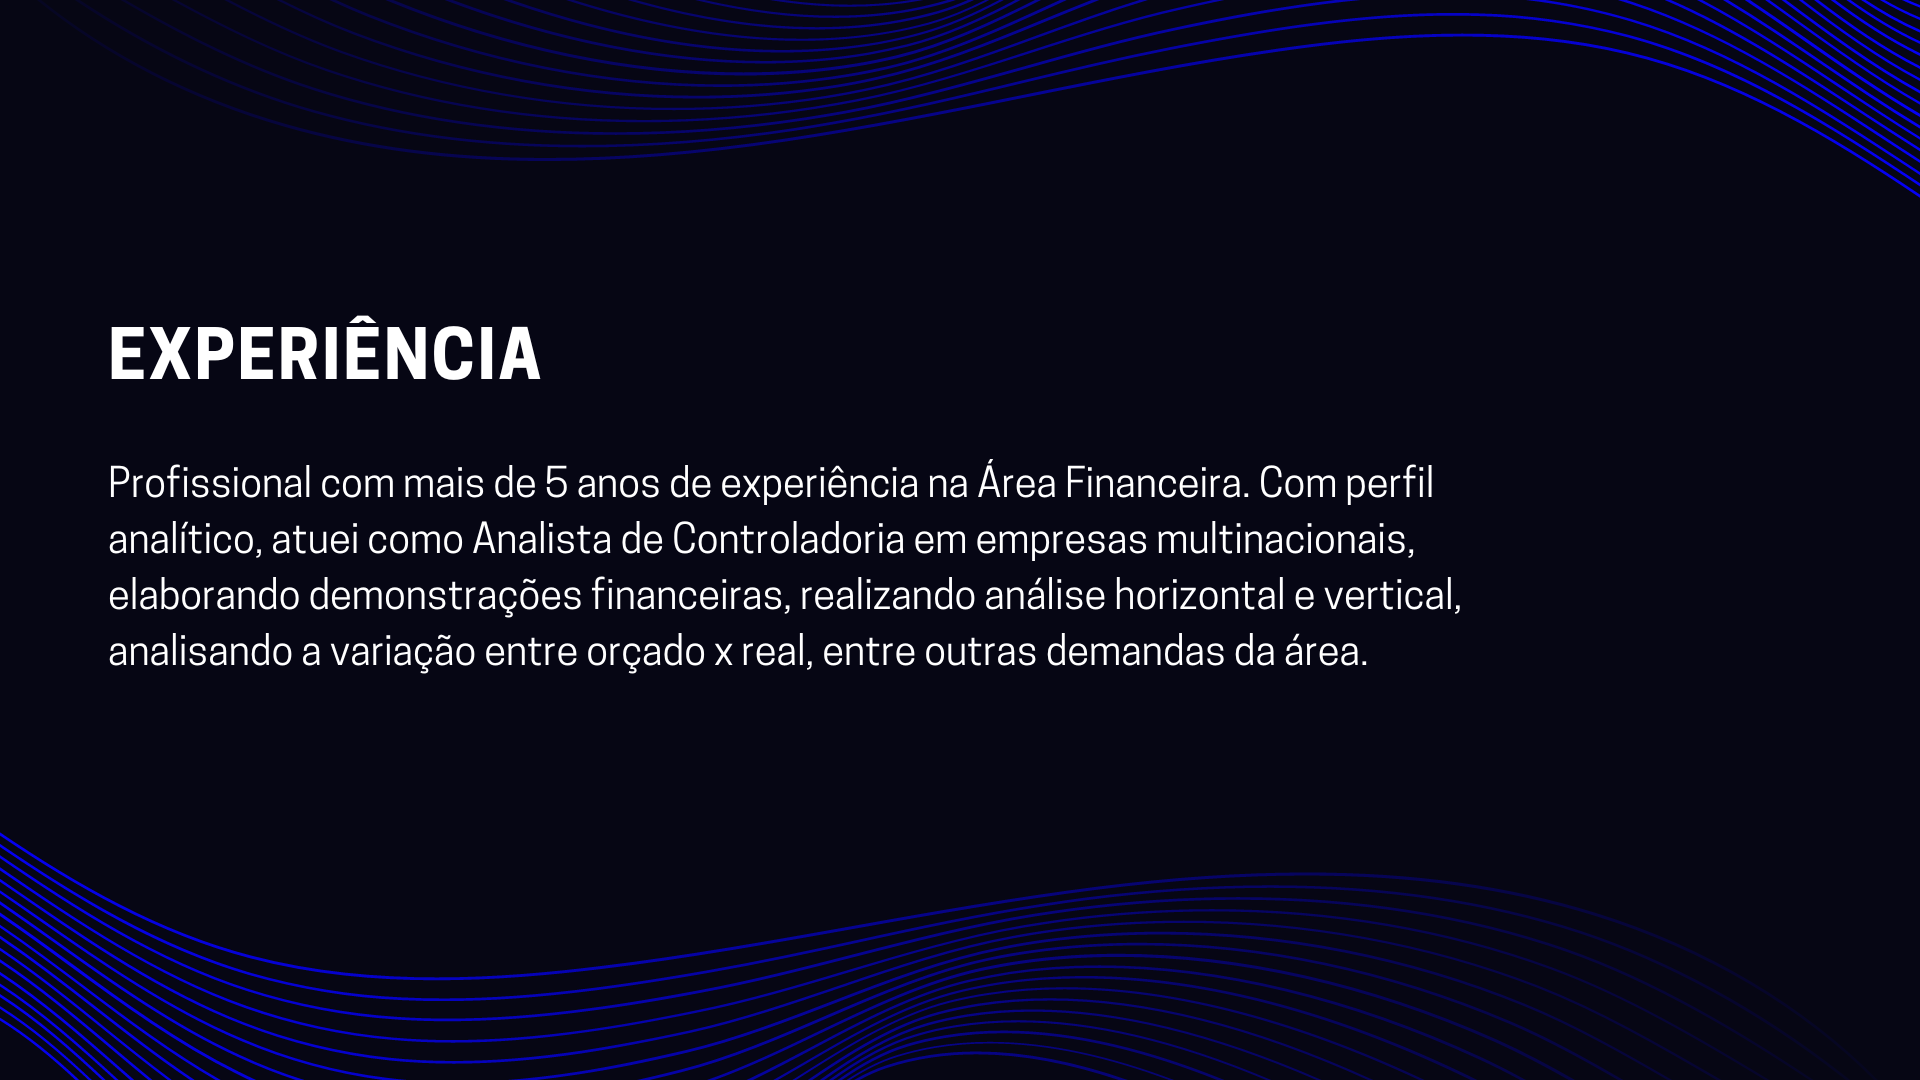 EXPERIÊNCIA
Profissional com mais de 5 anos de experiência na Área Financeira. Com perfil
analítico, atuei como Analista de Controladoria em empresas multinacionais,
elaborando demonstrações financeiras, realizando análise horizontal e vertical,
analisando a variação entre orçado x real, entre outras demandas da área.